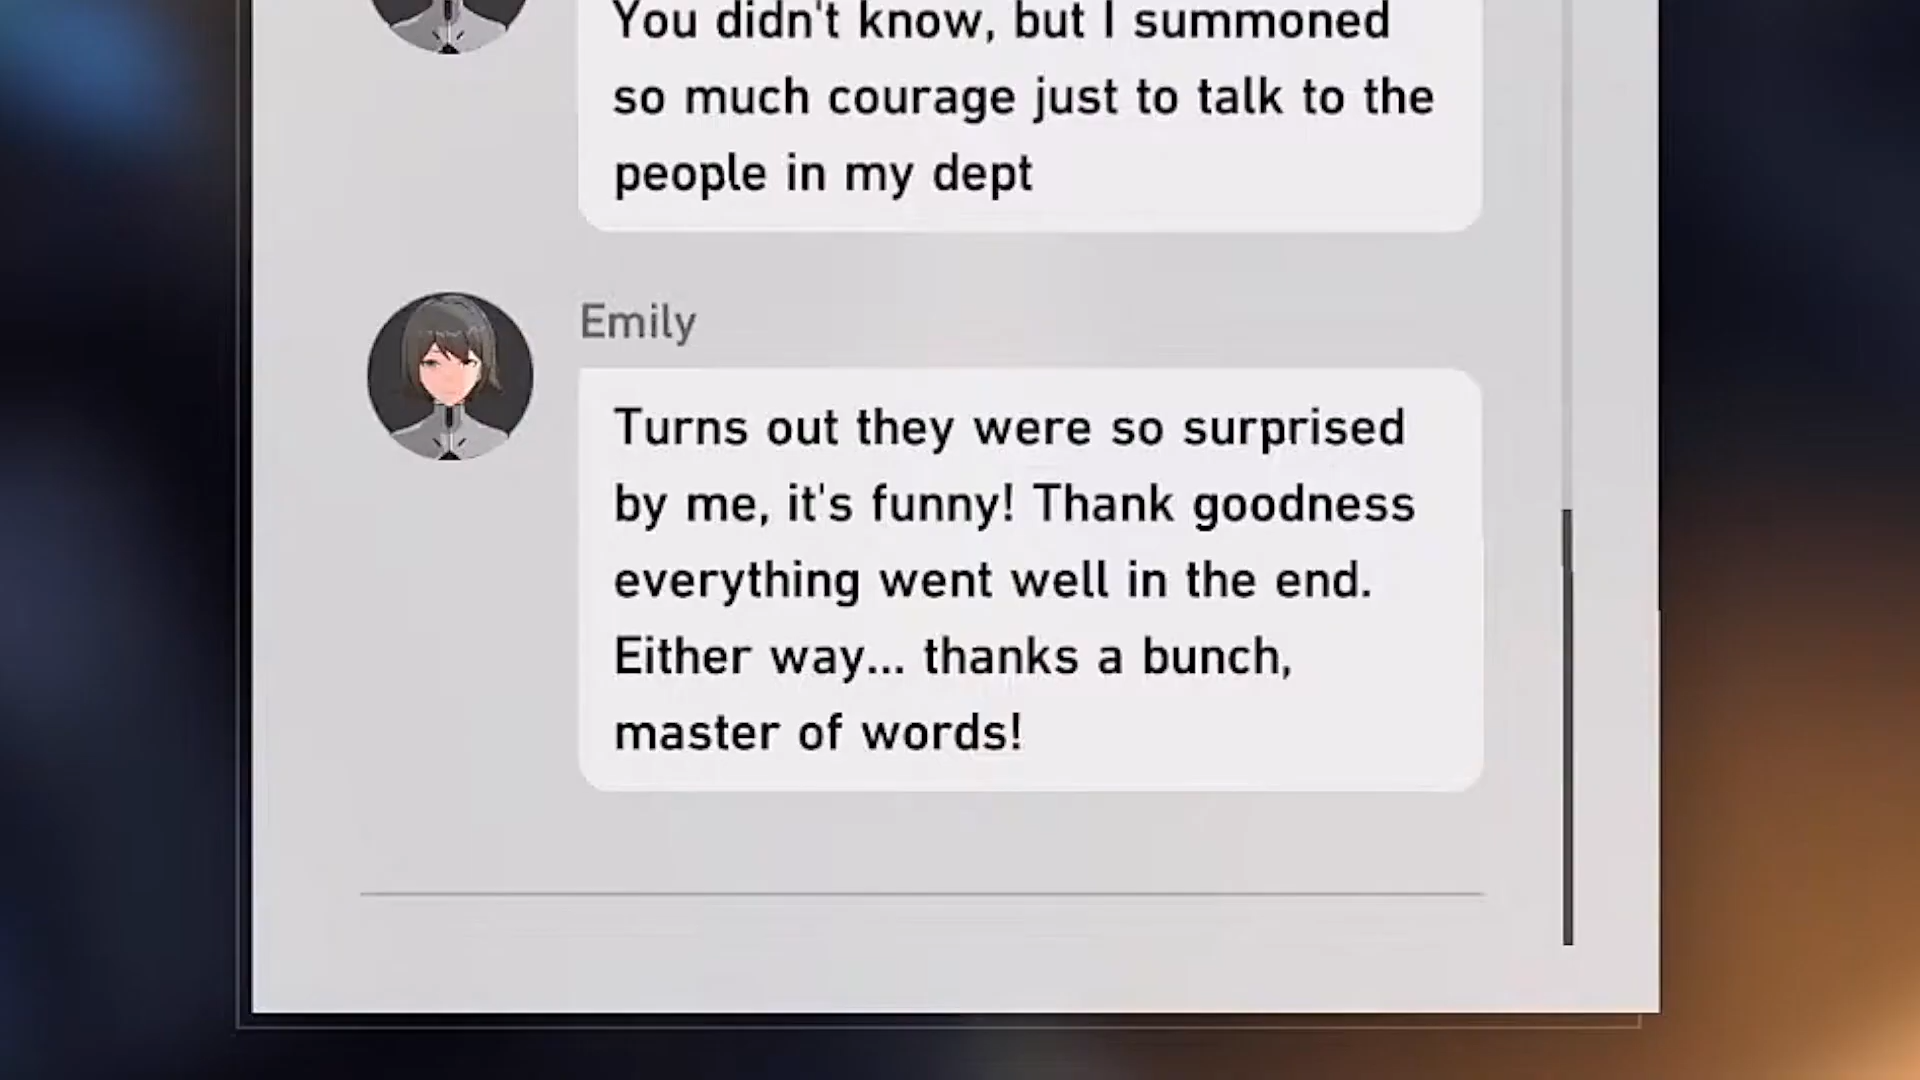 You didn't know, but I summoned
so much courage just to talk to the
people in my dept
Emily
Turns out they were so surprised
by me, it's funny! Thank goodness
everything went well in the end.
Either way... thanks a bunch,
master of words!